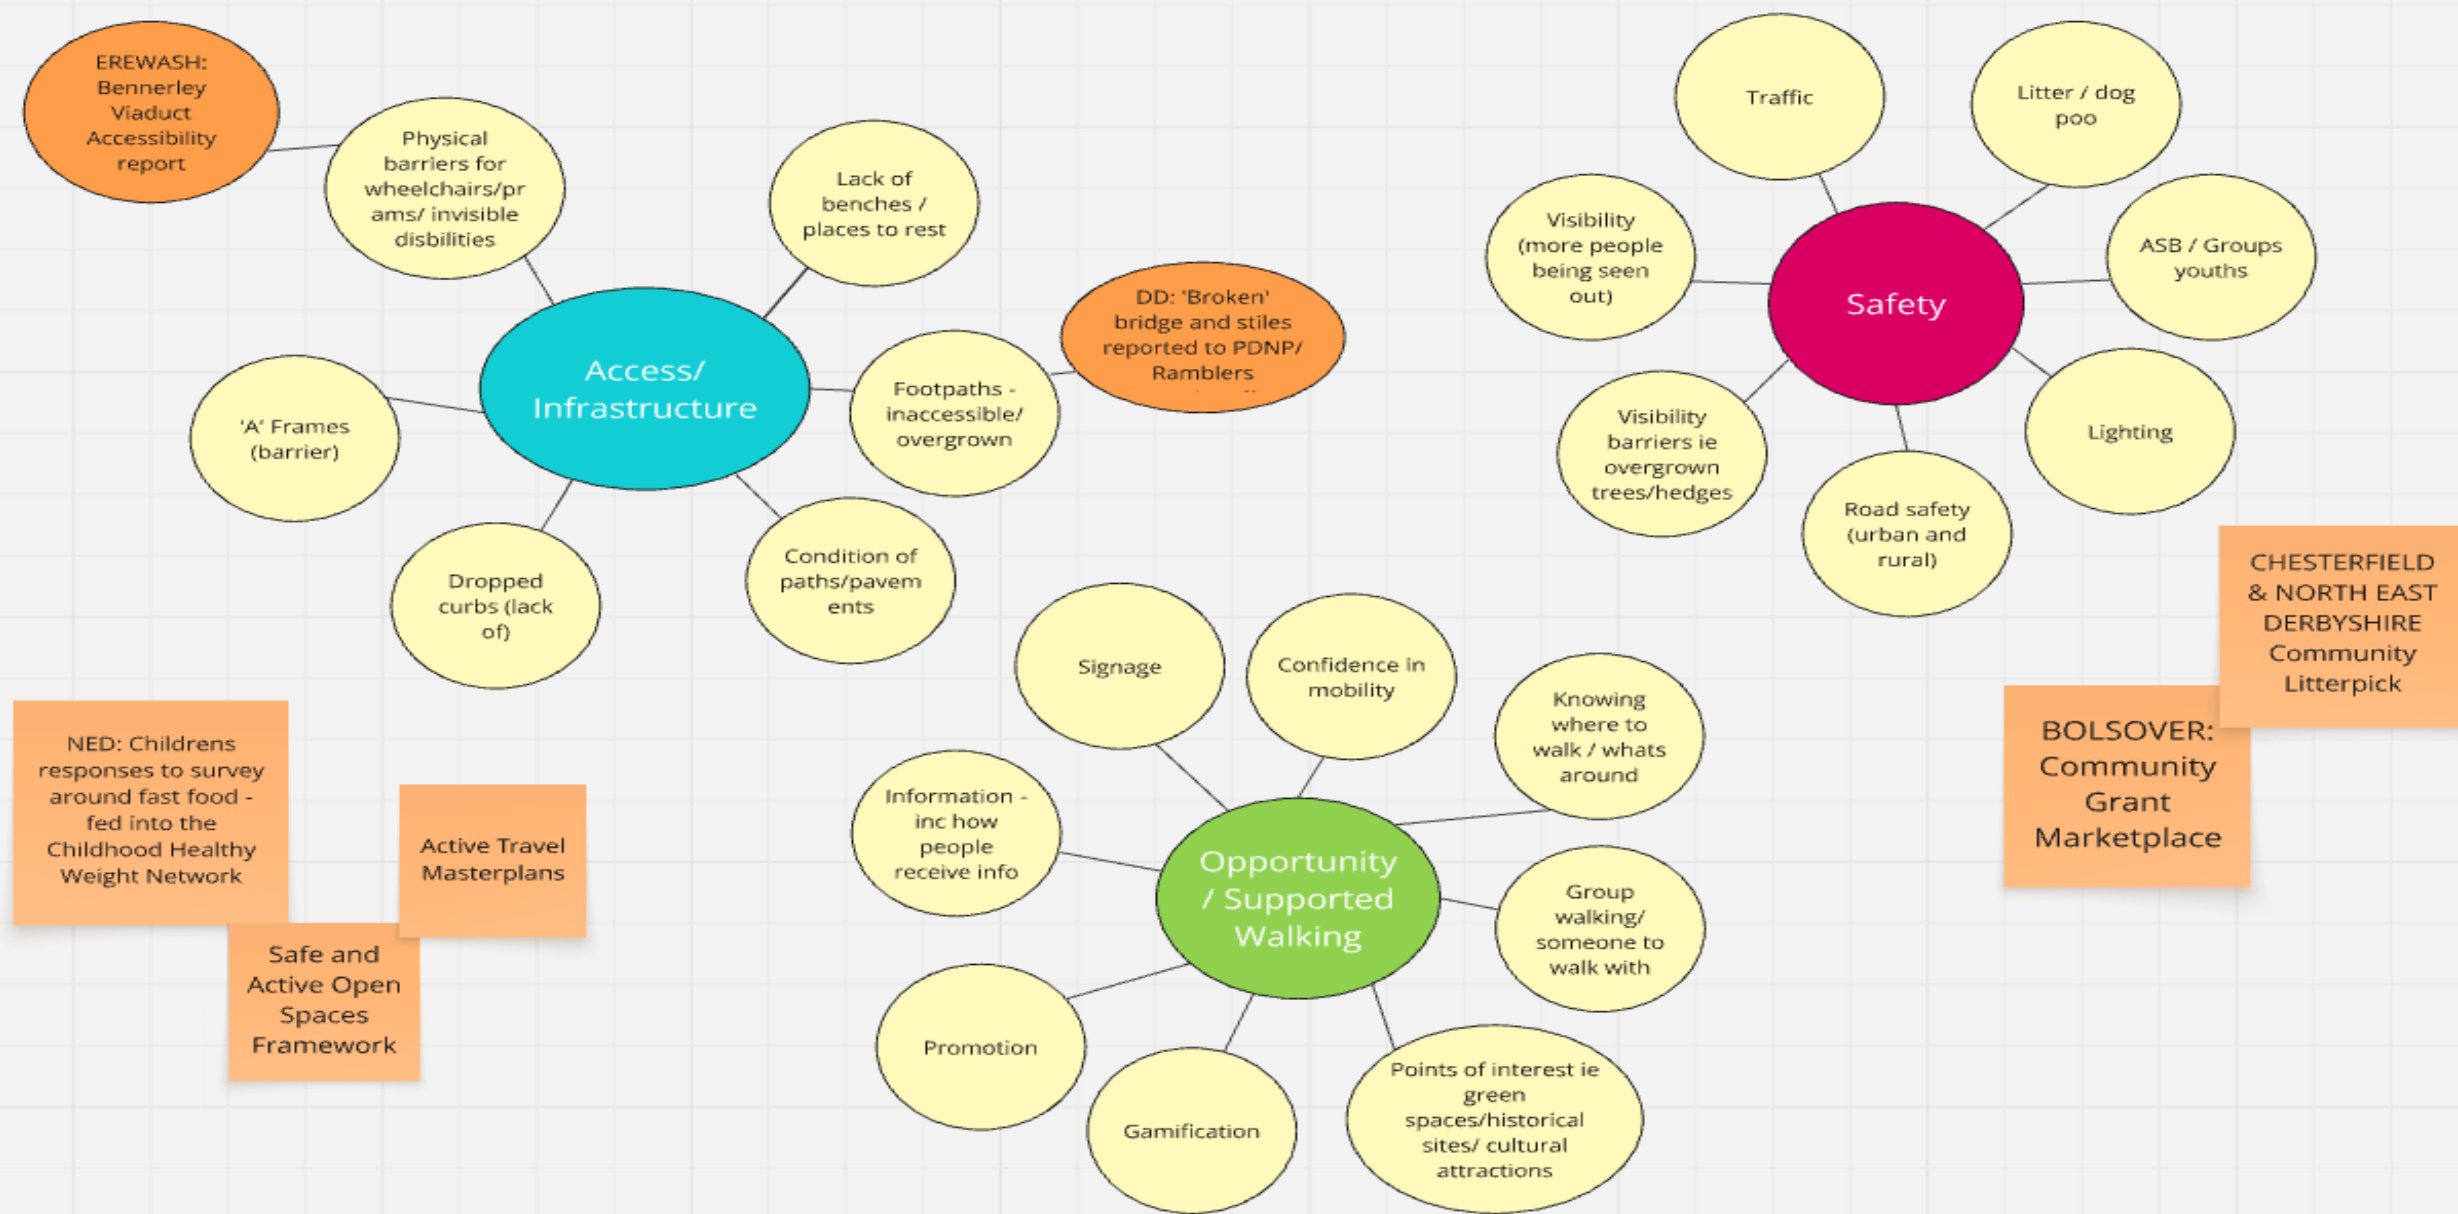 EREWASH:
Bennerley
Viaduct
Accessibility
report
Physical
barriers for
wheelchairs/pr
ams/ invisible
disbilities
Lack of
benches /
places to rest
DD: 'Broken'
bridge and stiles
reported to PDNP/
Ramblers
Access/
Infrastructure
Footpaths -
inaccessible/
overgrown
'A' Frames
(barrier)
Dropped
curbs (lack
of)
Condition of
paths/pavem
ents
Traffic
Litter / dog
poo
Visibility
(more people
being seen
out)
ASB / Groups
youths
Safety
Visibility
barriers ie
overgrown
trees/hedges
Lighting
Road safety
(urban and
rural)
CHESTERFIELD
& NORTH EAST
DERBYSHIRE
Community
Litterpick
BOLSOVER:
Community
Grant
Marketplace
Signage
Confidence in
mobility
Knowing
where to
walk / whats
around
Information -
inc how
people
receive info
Opportunity
/ Supported
Walking
Group
walking/
someone to
walk with
Promotion
Gamification
Points of interest ie
green
spaces/historical
sites/ cultural
attractions
NED: Childrens
responses to survey
around fast food -
fed into the
Childhood Healthy
Weight Network
Active Travel
Masterplans
Safe and
Active Open
Spaces
Framework